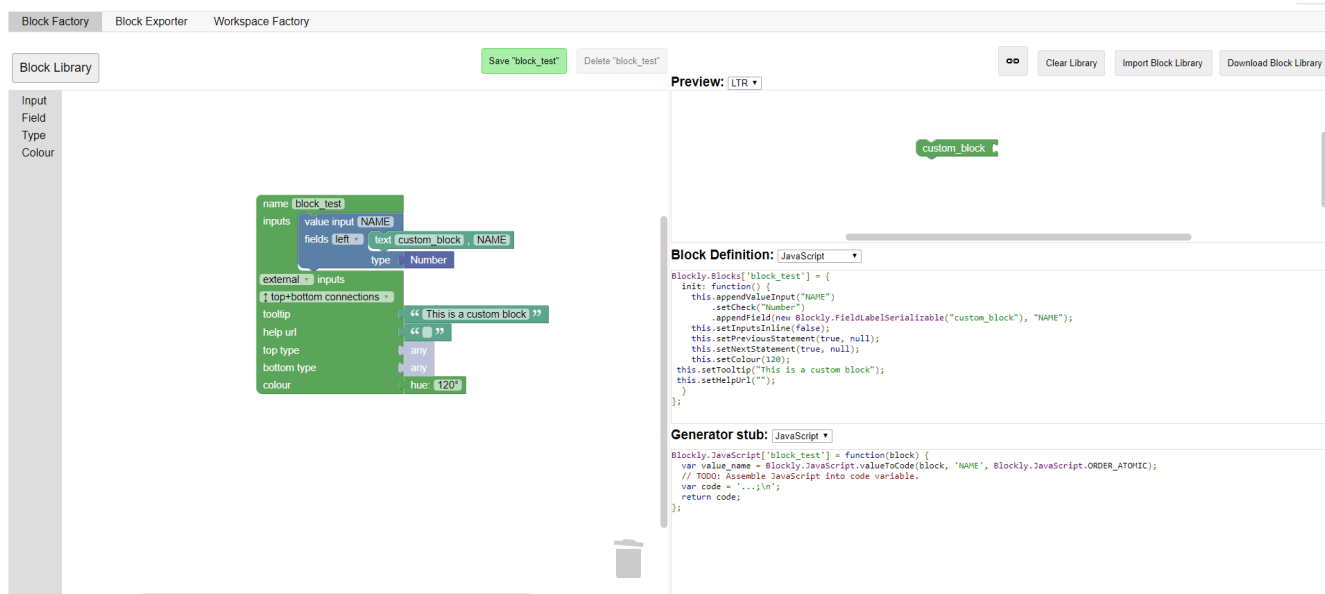 Block Factory Block Exporter Workspace Factory
Block Library
Save "block_test" Delete "block_test"
Clear Library Import Block Library Download Block Library
Input
Field
Type
Colour
name block_test
inputs value input NAME
fields left text custom_block , NAME
type Number
external inputs
↕ top+bottom connections
tooltip “ This is a custom block ”
help url “ ”
top type any
bottom type any
colour hue: 120°
Preview: LTR
custom_block
Block Definition: JavaScript
Blockly.Blocks['block_test'] = {
  init: function() {
    this.appendValueInput("NAME")
        .setCheck("Number")
        .appendField(new Blockly.FieldLabelSerializable("custom_block"), "NAME");
    this.setInputsInline(false);
    this.setPreviousStatement(true, null);
    this.setNextStatement(true, null);
    this.setColour(120);
 this.setTooltip("This is a custom block");
 this.setHelpUrl("");
  }
};
Generator stub: JavaScript
Blockly.JavaScript['block_test'] = function(block) {
  var value_name = Blockly.JavaScript.valueToCode(block, 'NAME', Blockly.JavaScript.ORDER_ATOMIC);
  // TODO: Assemble JavaScript into code variable.
  var code = '...;\n';
  return code;
};